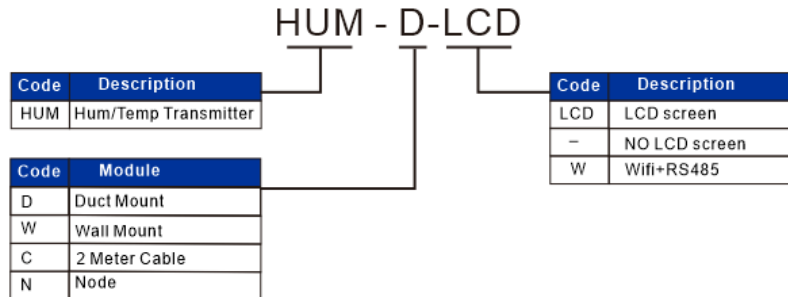 HUM - D-LCD
Code Description
HUM Hum/Temp Transmitter
Code Module
D Duct Mount
W Wall Mount
C 2 Meter Cable
N Node
Code Description
LCD LCD screen
– NO LCD screen
W Wifi+RS485